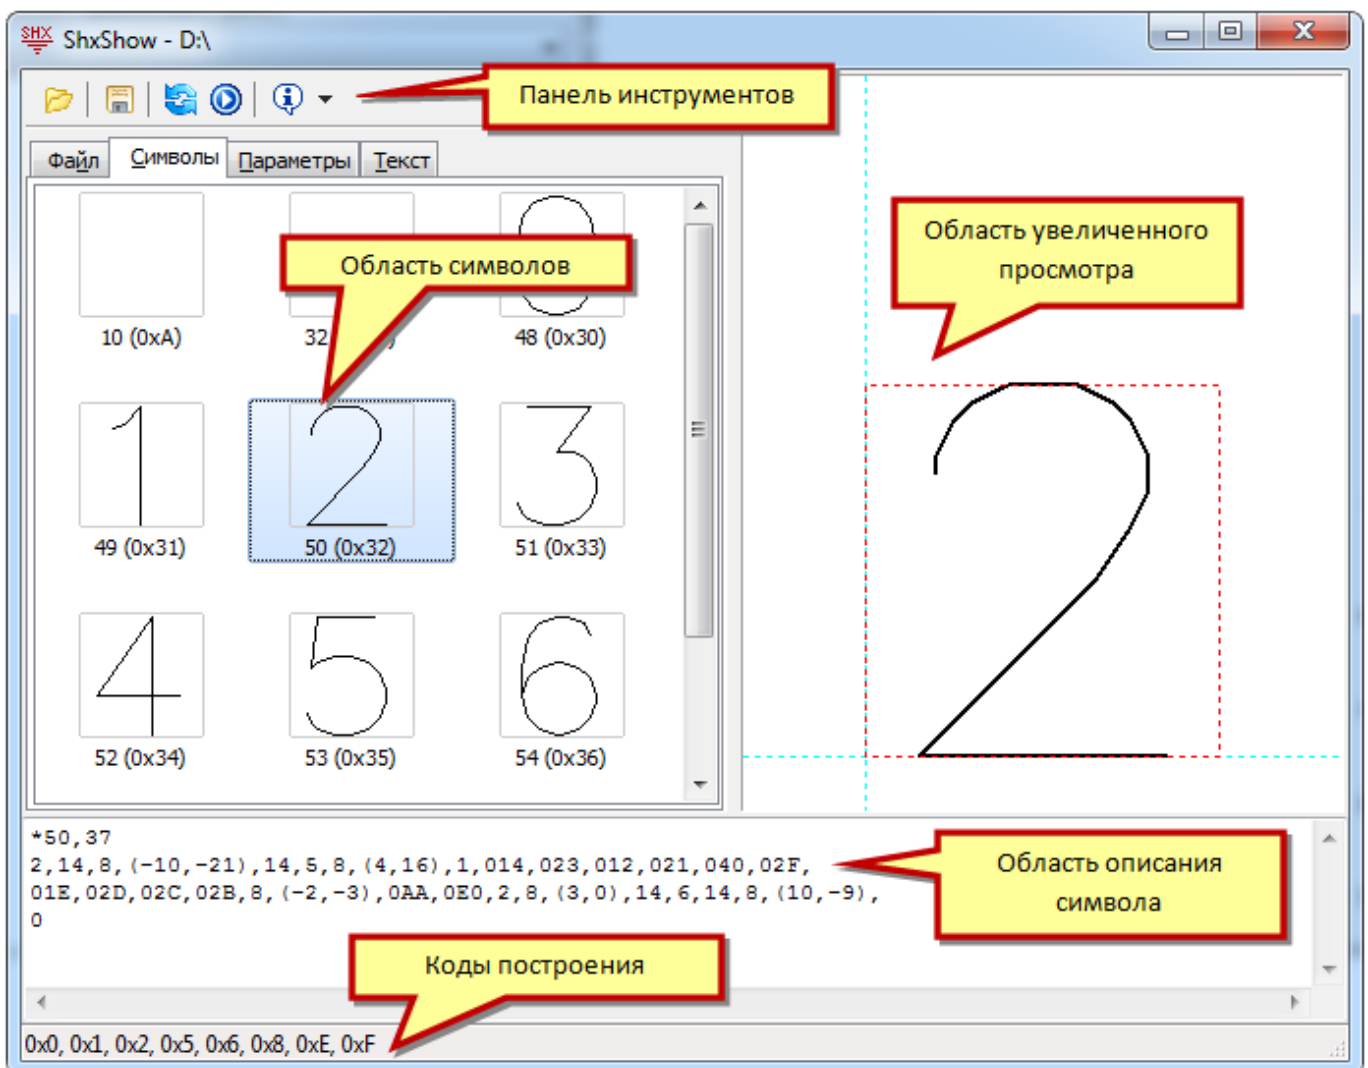 SHX ShxShow - D:\
Панель инструментов
Файл Символы Параметры Текст
Область символов
Область увеличенного
просмотра
10 (0xA) 32 48 (0x30)
49 (0x31) 50 (0x32) 51 (0x33)
52 (0x34) 53 (0x35) 54 (0x36)
*50,37
2,14,8,(-10,-21),14,5,8,(4,16),1,014,023,012,021,040,02F,
01E,02D,02C,02B,8,(-2,-3),0AA,0E0,2,8,(3,0),14,6,14,8,(10,-9),
0
Область описания
символа
Коды построения
0x0, 0x1, 0x2, 0x5, 0x6, 0x8, 0xE, 0xF